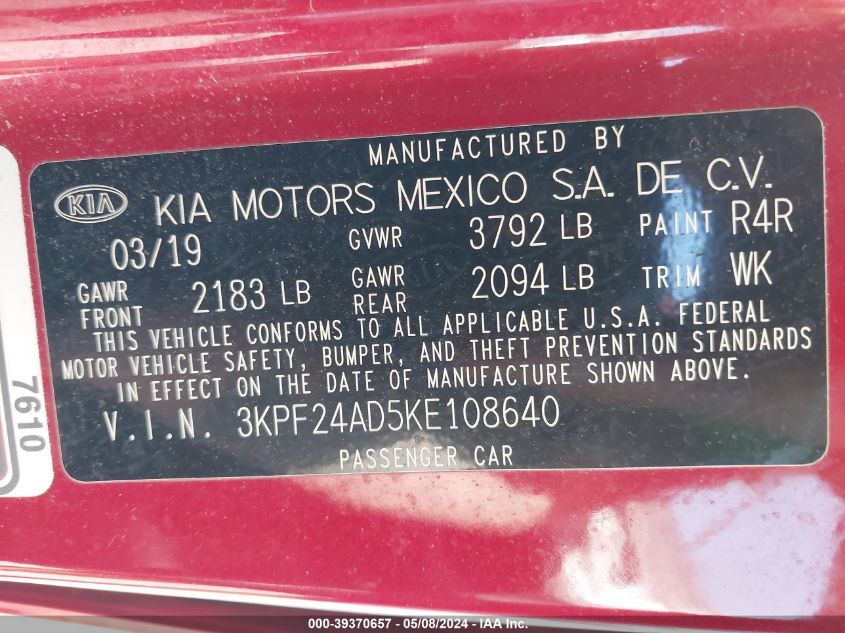 MANUFACTURED BY
KIA KIA MOTORS MEXICO S.A. DE C.V.
03/19 GVWR 3792 LB PAINT R4R
GAWR FRONT 2183 LB GAWR REAR 2094 LB TRIM WK
THIS VEHICLE CONFORMS TO ALL APPLICABLE U.S.A. FEDERAL
MOTOR VEHICLE SAFETY, BUMPER, AND THEFT PREVENTION STANDARDS
IN EFFECT ON THE DATE OF MANUFACTURE SHOWN ABOVE.
V.I.N. 3KPF24AD5KE108640
PASSENGER CAR
7610
000-39370657 - 05/08/2024 - IAA Inc.